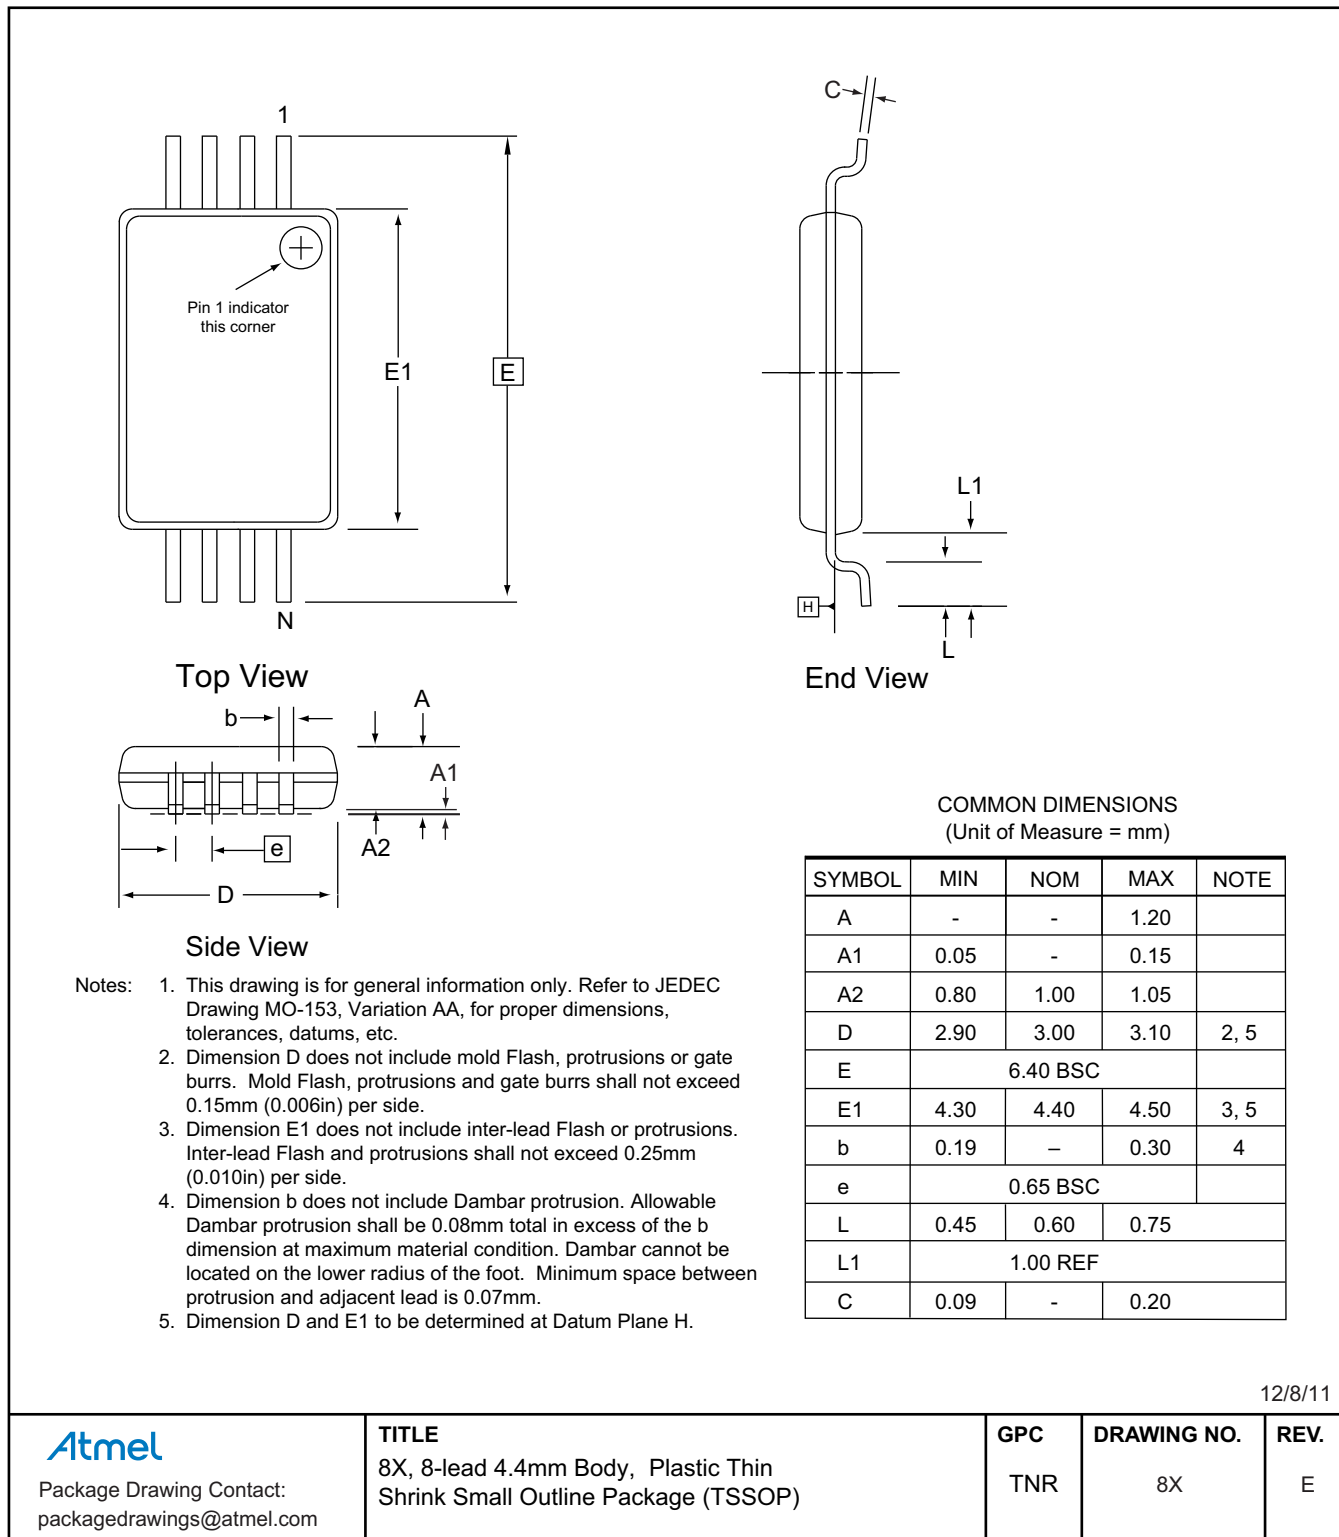 1
Pin 1 indicator
this corner
E1
E
N
Top View
C
L1
H
L
End View
b
A
A1
e
A2
D
Side View
Notes: 1. This drawing is for general information only. Refer to JEDEC
Drawing MO-153, Variation AA, for proper dimensions,
tolerances, datums, etc.
2. Dimension D does not include mold Flash, protrusions or gate
burrs. Mold Flash, protrusions and gate burrs shall not exceed
0.15mm (0.006in) per side.
3. Dimension E1 does not include inter-lead Flash or protrusions.
Inter-lead Flash and protrusions shall not exceed 0.25mm
(0.010in) per side.
4. Dimension b does not include Dambar protrusion. Allowable
Dambar protrusion shall be 0.08mm total in excess of the b
dimension at maximum material condition. Dambar cannot be
located on the lower radius of the foot. Minimum space between
protrusion and adjacent lead is 0.07mm.
5. Dimension D and E1 to be determined at Datum Plane H.
COMMON DIMENSIONS
(Unit of Measure = mm)
SYMBOL MIN NOM MAX NOTE
A - - 1.20
A1 0.05 - 0.15
A2 0.80 1.00 1.05
D 2.90 3.00 3.10 2, 5
E 6.40 BSC
E1 4.30 4.40 4.50 3, 5
b 0.19 – 0.30 4
e 0.65 BSC
L 0.45 0.60 0.75
L1 1.00 REF
C 0.09 - 0.20
12/8/11
Atmel
Package Drawing Contact:
packagedrawings@atmel.com
TITLE
8X, 8-lead 4.4mm Body, Plastic Thin
Shrink Small Outline Package (TSSOP)
GPC
TNR
DRAWING NO.
8X
REV.
E